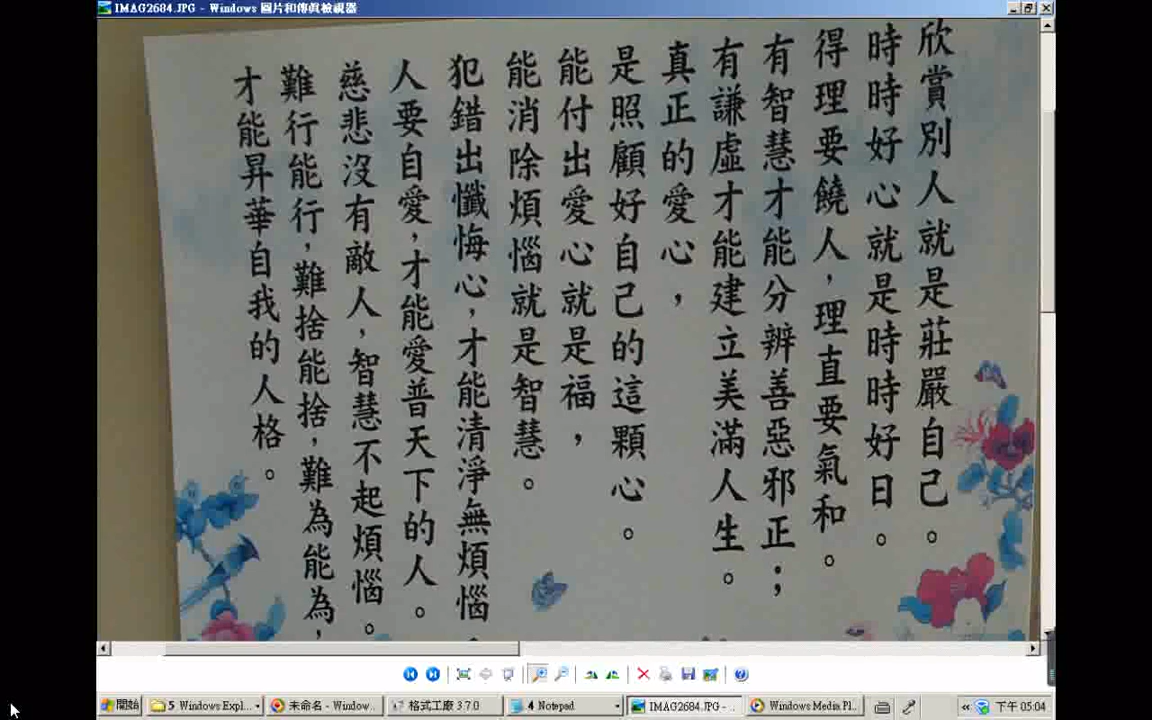 IMAG2684.JPG - Windows 圖片和傳真檢視器
欣賞別人就是莊嚴自己。
時時好心就是時時好日。
得理要饒人，理直要氣和。
有智慧才能分辨善惡邪正；
有謙虛才能建立美滿人生。
真正的愛心，
是照顧好自己的這顆心。
能付出愛心就是福，
能消除煩惱就是智慧。
犯錯出懺悔心，才能清淨無煩惱。
人要自愛，才能愛普天下的人。
慈悲沒有敵人，智慧不起煩惱。
難行能行，難捨能捨，難為能為，
才能昇華自我的人格。
開始
5 Windows Expl...
未命名 - Window...
格式工廠 3.7.0
4 Notepad
IMAG2684.JPG - ...
Windows Media Pl...
下午 05:04